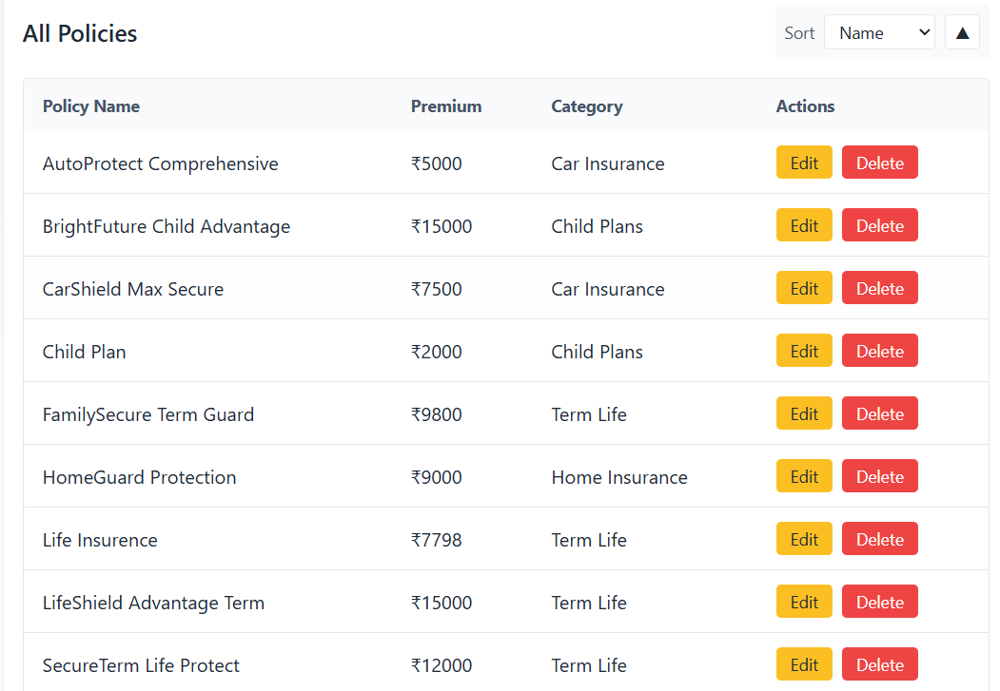 All Policies
Sort Name ▲
Policy Name Premium Category Actions
AutoProtect Comprehensive ₹5000 Car Insurance Edit Delete
BrightFuture Child Advantage ₹15000 Child Plans Edit Delete
CarShield Max Secure ₹7500 Car Insurance Edit Delete
Child Plan ₹2000 Child Plans Edit Delete
FamilySecure Term Guard ₹9800 Term Life Edit Delete
HomeGuard Protection ₹9000 Home Insurance Edit Delete
Life Insurence ₹7798 Term Life Edit Delete
LifeShield Advantage Term ₹15000 Term Life Edit Delete
SecureTerm Life Protect ₹12000 Term Life Edit Delete